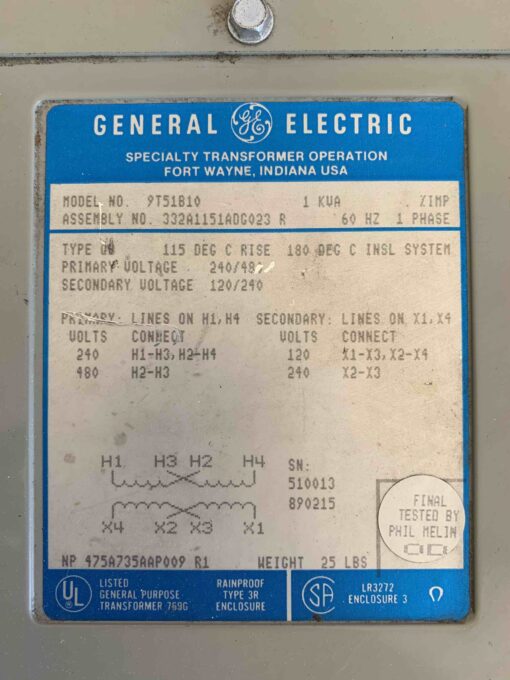 GENERAL GE ELECTRIC
SPECIALTY TRANSFORMER OPERATION
FORT WAYNE, INDIANA USA
MODEL NO. 9T51B10 1 KVA . %IMP
ASSEMBLY NO. 332A1151ADG023 R 60 HZ 1 PHASE
TYPE 115 DEG C RISE 180 DEG C INSL SYSTEM
PRIMARY VOLTAGE 240/480
SECONDARY VOLTAGE 120/240
PRIMARY: LINES ON H1,H4 SECONDARY: LINES ON X1,X4
VOLTS CONNECT VOLTS CONNECT
240 H1-H3,H2-H4 120 X1-X3,X2-X4
480 H2-H3 240 X2-X3
H1 H3 H2 H4 SN:
510013
890215
X4 X2 X3 X1
FINAL
TESTED BY
PHIL MELIN
NP 475A735AAP009 R1 WEIGHT 25 LBS
UL LISTED
GENERAL PURPOSE
TRANSFORMER 769G
RAINPROOF
TYPE 3R
ENCLOSURE
SA LR3272
ENCLOSURE 3